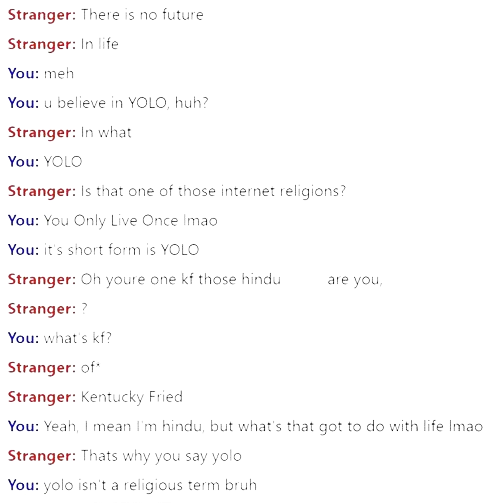 Stranger: There is no future
Stranger: In life
You: meh
You: u believe in YOLO, huh?
Stranger: In what
You: YOLO
Stranger: Is that one of those internet religions?
You: You Only Live Once lmao
You: it's short form is YOLO
Stranger: Oh youre one kf those hindu are you,
Stranger: ?
You: what's kf?
Stranger: of*
Stranger: Kentucky Fried
You: Yeah, I mean I'm hindu, but what's that got to do with life lmao
Stranger: Thats why you say yolo
You: yolo isn't a religious term bruh